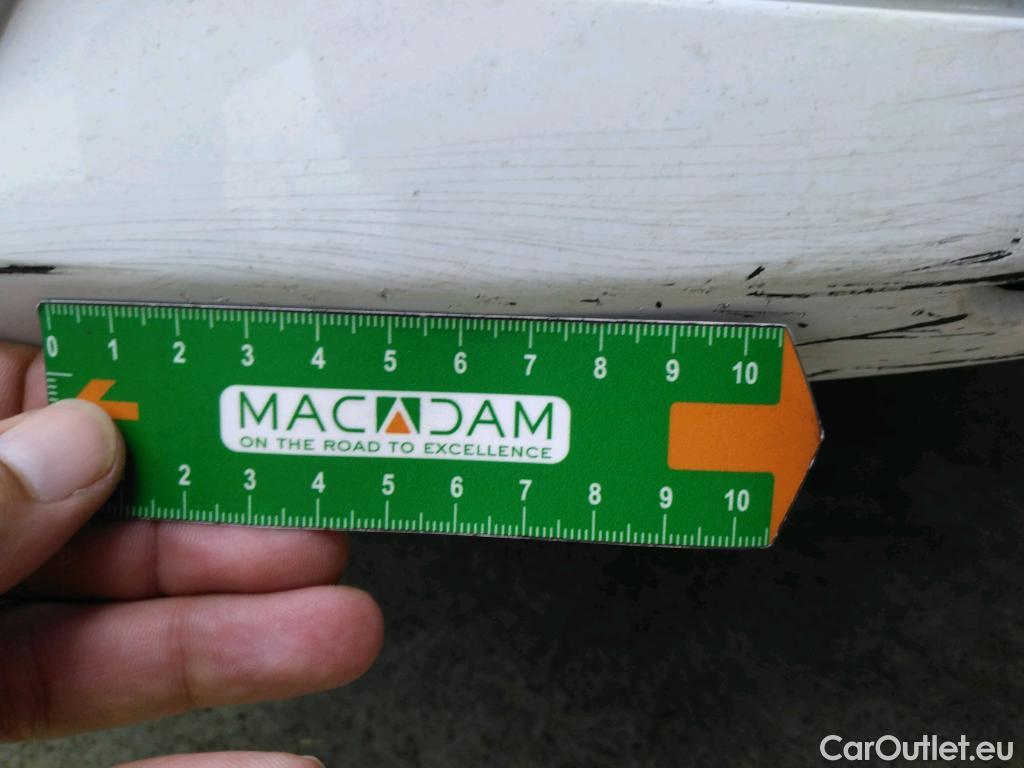 0 1 2 3 4 5 6 7 8 9 10
MACADAM
ON THE ROAD TO EXCELLENCE
2 3 4 5 6 7 8 9 10
CarOutlet.eu